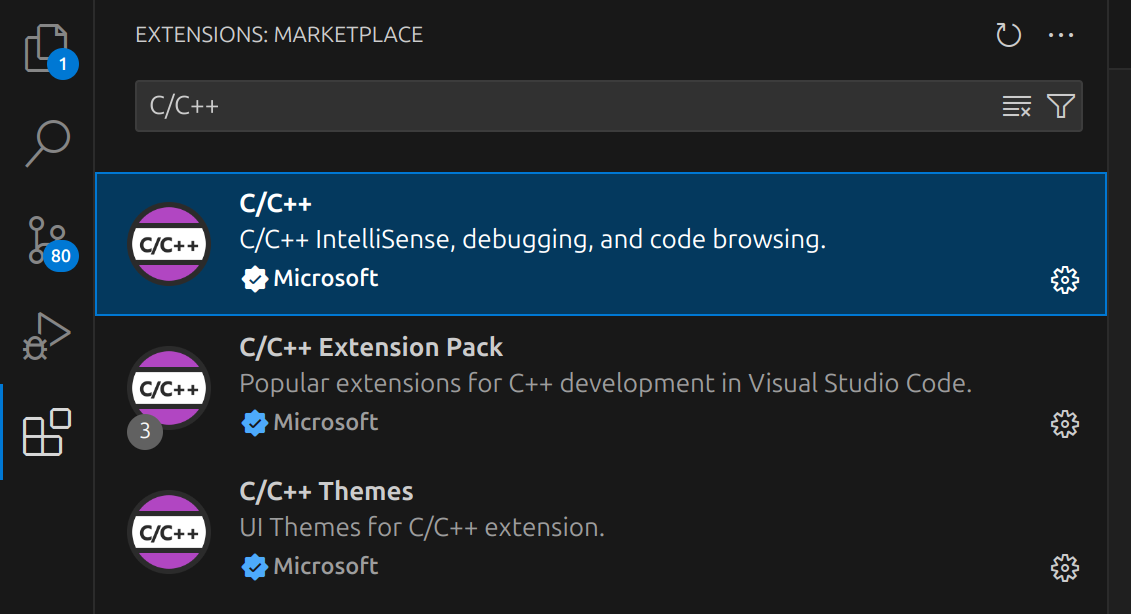 EXTENSIONS: MARKETPLACE
1
C/C++
C/C++
C/C++ IntelliSense, debugging, and code browsing.
C/C++
Microsoft
80
C/C++ Extension Pack
Popular extensions for C++ development in Visual Studio Code.
C/C++
Microsoft
3
C/C++ Themes
UI Themes for C/C++ extension.
C/C++
Microsoft